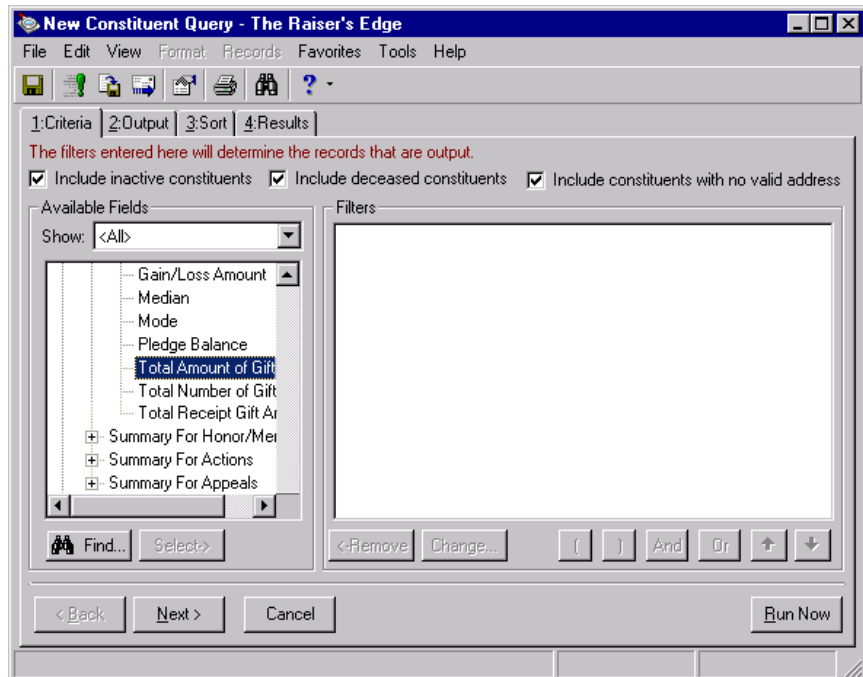 New Constituent Query - The Raiser's Edge
File Edit View Format Records Favorites Tools Help
1:Criteria 2:Output 3:Sort 4:Results
The filters entered here will determine the records that are output.
Include inactive constituents Include deceased constituents Include constituents with no valid address
Available Fields
Show: <All>
Gain/Loss Amount
Median
Mode
Pledge Balance
Total Amount of Gift
Total Number of Gift
Total Receipt Gift Ar
Summary For Honor/Mer
Summary For Actions
Summary For Appeals
Find... Select->
Filters
<-Remove Change... ( ) And Or
< Back Next > Cancel Run Now